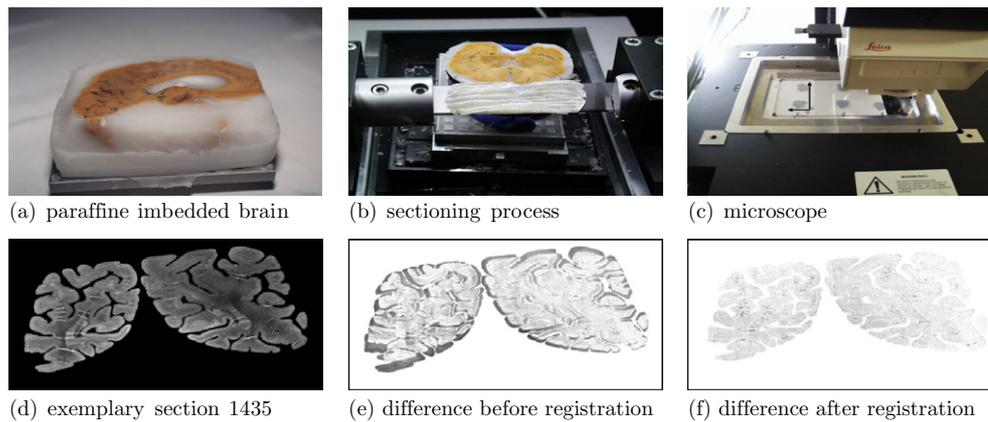 Leica
WARNING!
(a) paraffine imbedded brain
(b) sectioning process
(c) microscope
(d) exemplary section 1435
(e) difference before registration
(f) difference after registration